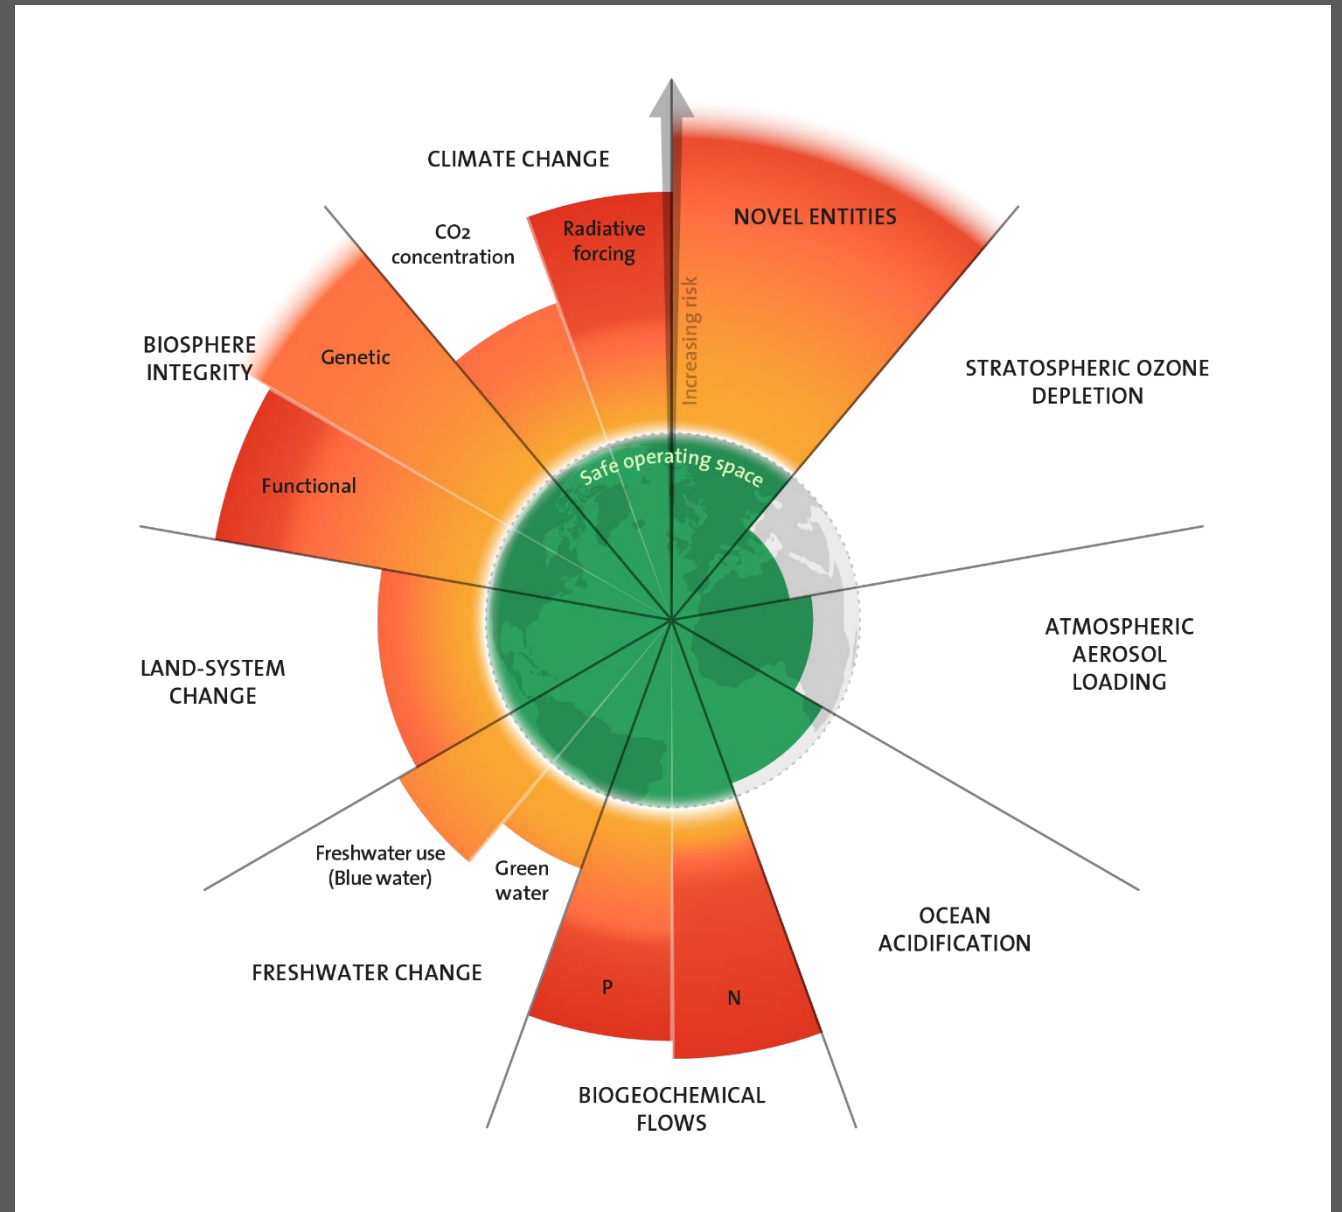 CLIMATE CHANGE
CO2
concentration
Radiative
forcing
NOVEL ENTITIES
Increasing risk
BIOSPHERE
INTEGRITY
Genetic
Functional
STRATOSPHERIC OZONE
DEPLETION
Safe operating space
ATMOSPHERIC
AEROSOL
LOADING
LAND-SYSTEM
CHANGE
Freshwater use
(Blue water)
Green
water
FRESHWATER CHANGE
OCEAN
ACIDIFICATION
P
N
BIOGEOCHEMICAL
FLOWS